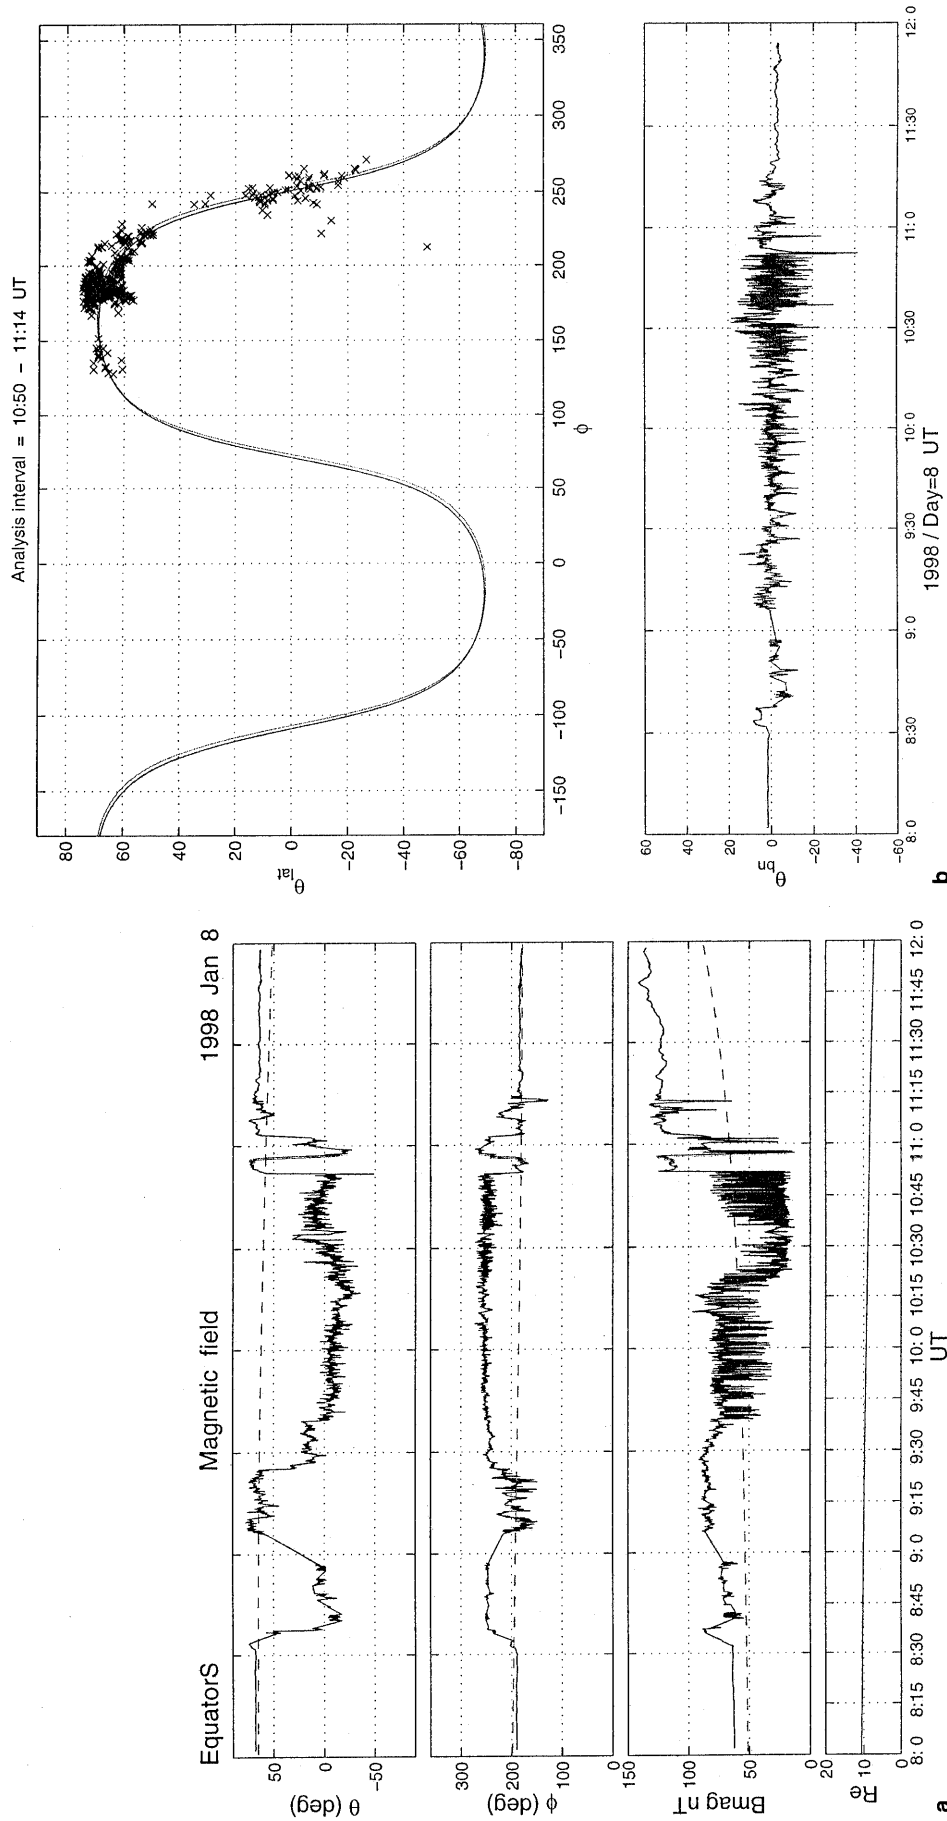 EquatorS Magnetic field 1998 Jan 8
θ (deg)
50
0
−50
φ (deg)
300
200
100
0
Bmag nT
150
100
50
0
Re
20
10
0
8: 0 8:15 8:30 8:45 9: 0 9:15 9:30 9:45 10: 0 10:15 10:30 10:45 11: 0 11:15 11:30 11:45 12: 0
UT
a
Analysis interval = 10:50 − 11:14 UT
θlat
80
60
40
20
0
−20
−40
−60
−80
−150 −100 −50 0 50 100 150 200 250 300 350
φ
θbn
60
40
20
0
−20
−40
−60
8: 0 8:30 9: 0 9:30 10: 0 10:30 11: 0 11:30 12: 0
1998 / Day=8 UT
b